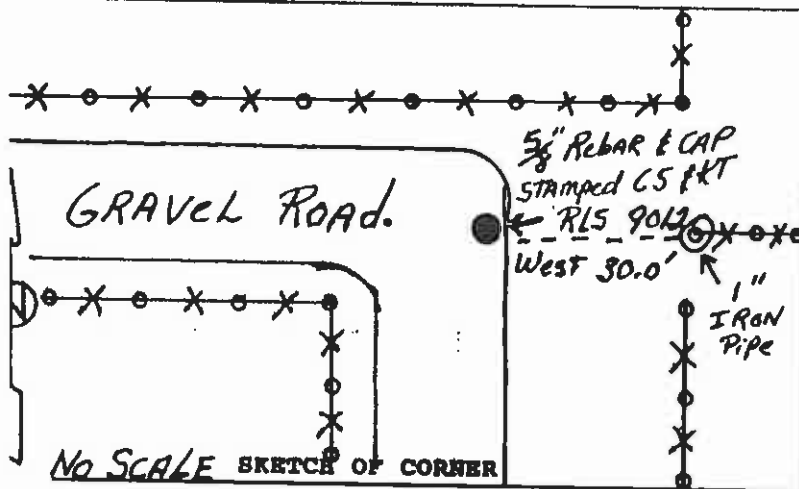 5/8" Rebar & CAP
Stamped CS & KT
RLS 9012
GRAVEL ROAD.
West 30.0'
1"
IRON
Pipe
NO SCALE SKETCH OF CORNER